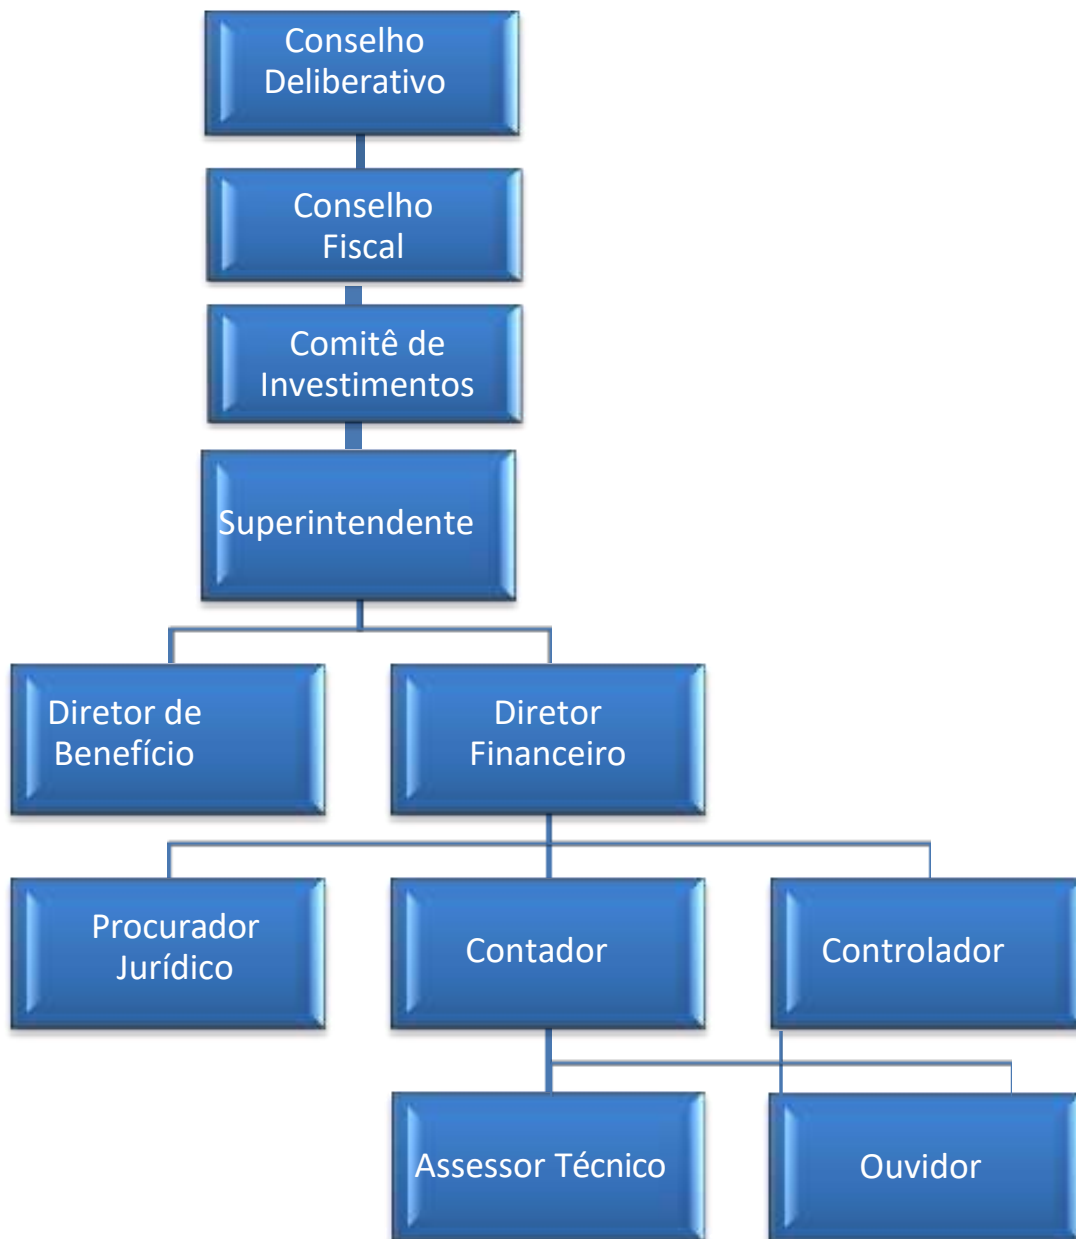 Conselho
Deliberativo
Conselho
Fiscal
Comitê de
Investimentos
Superintendente
Diretor de
Benefício
Diretor
Financeiro
Procurador
Jurídico
Contador
Controlador
Assessor Técnico
Ouvidor